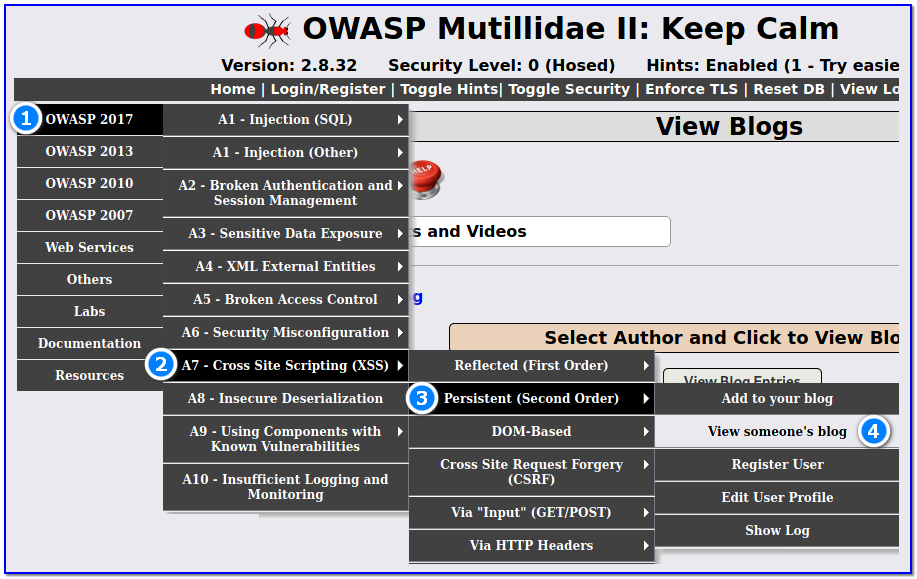 OWASP Mutillidae II: Keep Calm
Version: 2.8.32 Security Level: 0 (Hosed) Hints: Enabled (1 - Try easie
Home | Login/Register | Toggle Hints | Toggle Security | Enforce TLS | Reset DB | View Lo
1 OWASP 2017
OWASP 2013
OWASP 2010
OWASP 2007
Web Services
Others
Labs
Documentation
Resources
A1 - Injection (SQL)
A1 - Injection (Other)
A2 - Broken Authentication and
Session Management
A3 - Sensitive Data Exposure
A4 - XML External Entities
A5 - Broken Access Control
A6 - Security Misconfiguration
2 A7 - Cross Site Scripting (XSS)
A8 - Insecure Deserialization
A9 - Using Components with
Known Vulnerabilities
A10 - Insufficient Logging and
Monitoring
Reflected (First Order)
3 Persistent (Second Order)
DOM-Based
Cross Site Request Forgery
(CSRF)
Via "Input" (GET/POST)
Via HTTP Headers
Add to your blog
View someone's blog 4
Register User
Edit User Profile
Show Log
View Blogs
HELP
s and Videos
g
Select Author and Click to View Blo
View Blog Entries